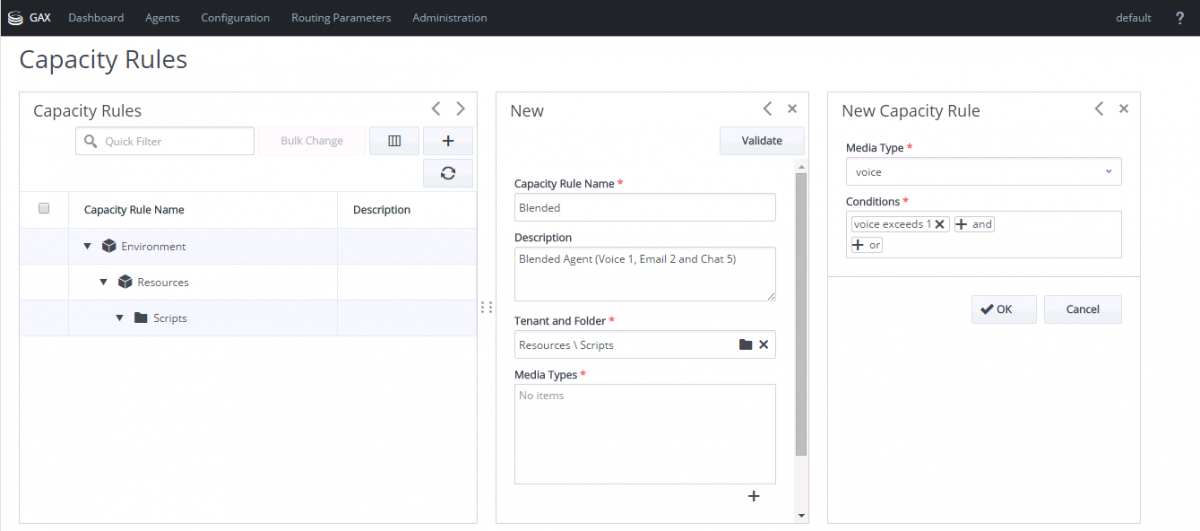 GAX Dashboard Agents Configuration Routing Parameters Administration default ?
Capacity Rules
Capacity Rules
Quick Filter Bulk Change
Capacity Rule Name Description
Environment
Resources
Scripts
New
Validate
Capacity Rule Name *
Blended
Description
Blended Agent (Voice 1, Email 2 and Chat 5)
Tenant and Folder *
Resources \ Scripts
Media Types *
No items
New Capacity Rule
Media Type *
voice
Conditions *
voice exceeds 1 and
or
OK Cancel